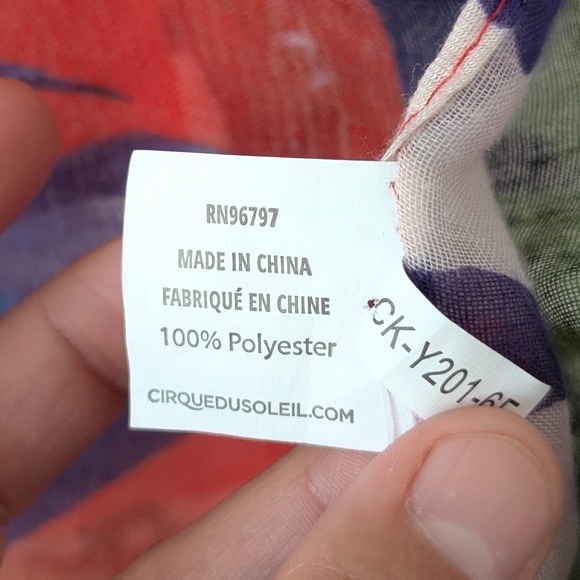 RN96797
MADE IN CHINA
FABRIQUÉ EN CHINE
100% Polyester
CIRQUEDUSOLEIL.COM
CK-Y201-65